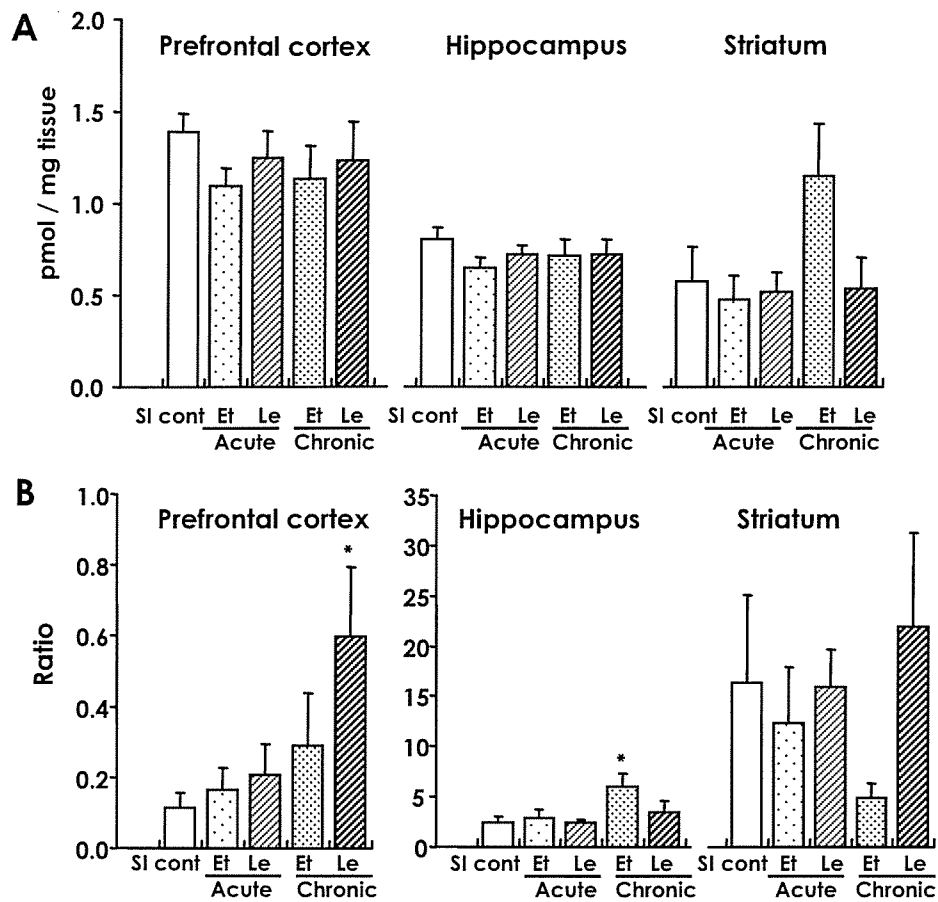 A
Prefrontal cortex
Hippocampus
Striatum
pmol / mg tissue
2.0
1.5
1.0
0.5
0.0
SI cont Et Le Et Le
Acute Chronic
SI cont Et Le Et Le
Acute Chronic
SI cont Et Le Et Le
Acute Chronic
B
Prefrontal cortex
Hippocampus
Striatum
Ratio
1.0
0.8
0.6
0.4
0.2
0.0
*
SI cont Et Le Et Le
Acute Chronic
35
30
25
20
15
10
5
0
*
SI cont Et Le Et Le
Acute Chronic
SI cont Et Le Et Le
Acute Chronic